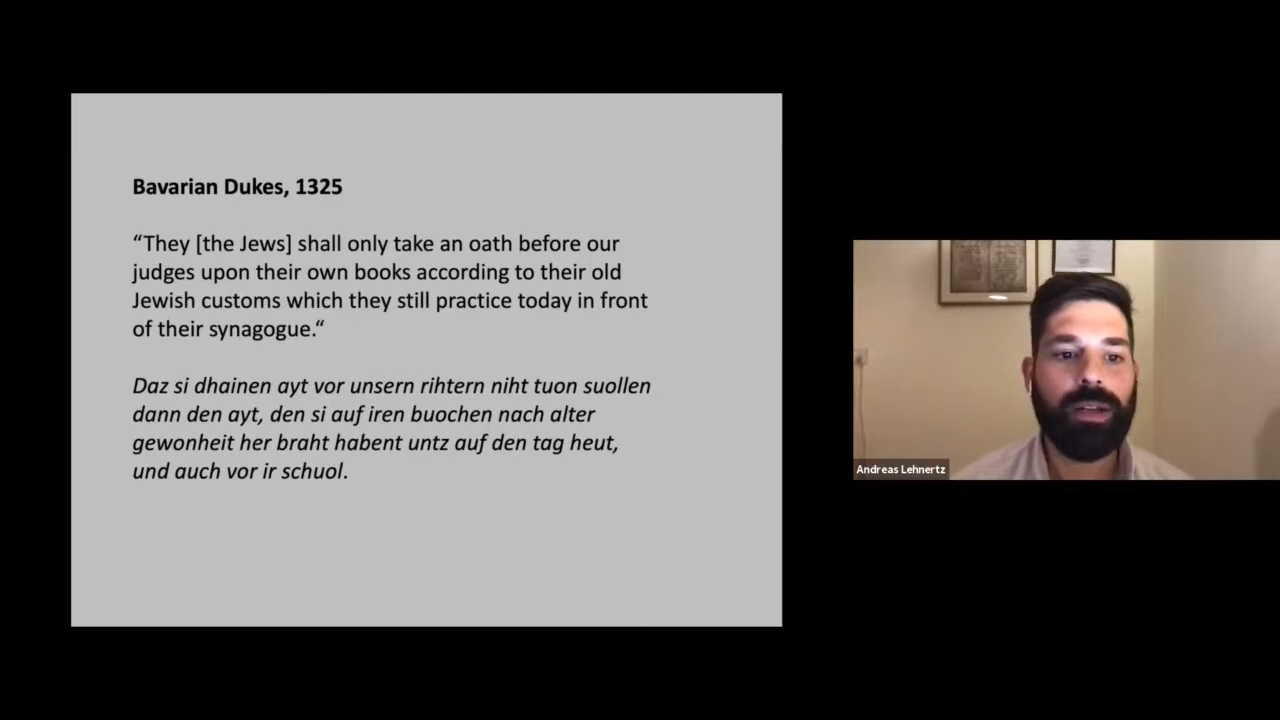 Bavarian Dukes, 1325
“They [the Jews] shall only take an oath before our
judges upon their own books according to their old
Jewish customs which they still practice today in front
of their synagogue.“
Daz si dhainen ayt vor unsern rihtern niht tuon suollen
dann den ayt, den si auf iren buochen nach alter
gewonheit her braht habent untz auf den tag heut,
und auch vor ir schuol.
Andreas Lehnertz